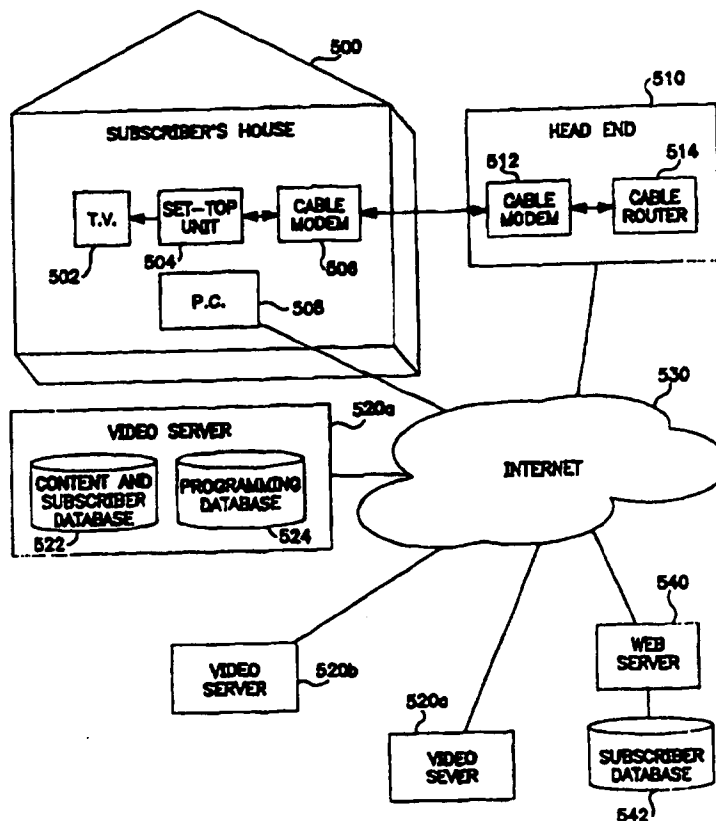 500
510
SUBSCRIBER'S HOUSE
HEAD END
512
514
T.V.
SET-TOP
UNIT
CABLE
MODEM
CABLE
MODEM
CABLE
ROUTER
502
504
506
P.C.
508
530
520a
VIDEO SERVER
CONTENT AND
SUBSCRIBER
DATABASE
PROGRAMMING
DATABASE
INTERNET
522
524
540
VIDEO
SERVER
520b
WEB
SERVER
520c
VIDEO
SEVER
SUBSCRIBER
DATABASE
542